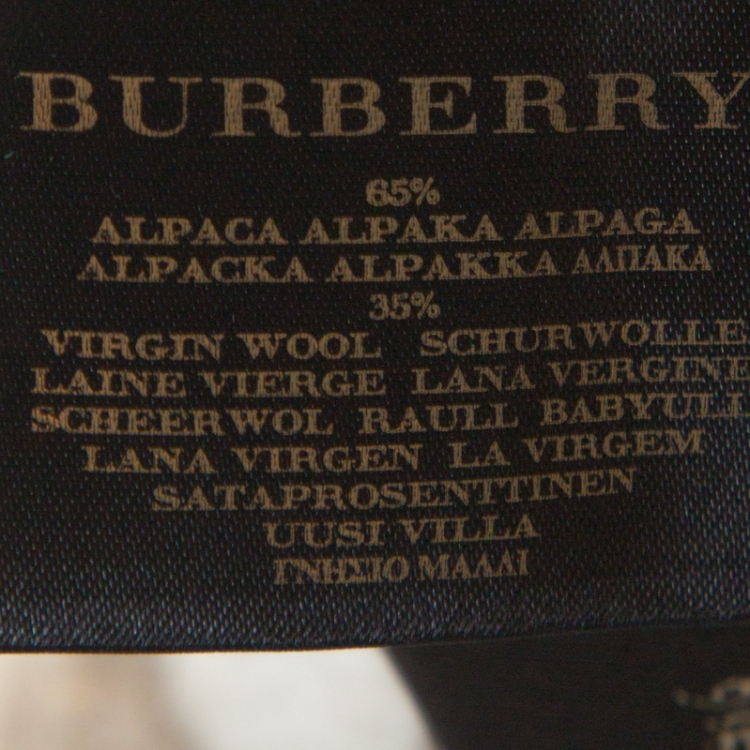 BURBERRY
65%
ALPACA ALPAKA ALPAGA
ALPACKA ALPAKKA ΑΛΠΑΚΑ
35%
VIRGIN WOOL SCHURWOLLE
LAINE VIERGE LANA VERGINE
SCHEERWOL RAULL BABYULL
LANA VIRGEN LA VIRGEM
SATAPROSENTTINEN
UUSI VILLA
ΓΝΗΣΙΟ ΜΑΛΛΙ